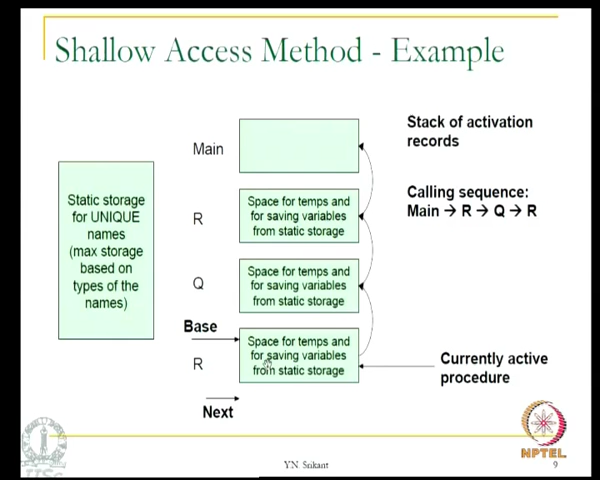 Shallow Access Method - Example
Static storage
for UNIQUE
names
(max storage
based on
types of the
names)
Main
R
Space for temps and
for saving variables
from static storage
Q
Space for temps and
for saving variables
from static storage
Base
R
Space for temps and
for saving variables
from static storage
Next
Stack of activation
records
Calling sequence:
Main → R → Q → R
Currently active
procedure
Y.N. Srikant
NPTEL
9